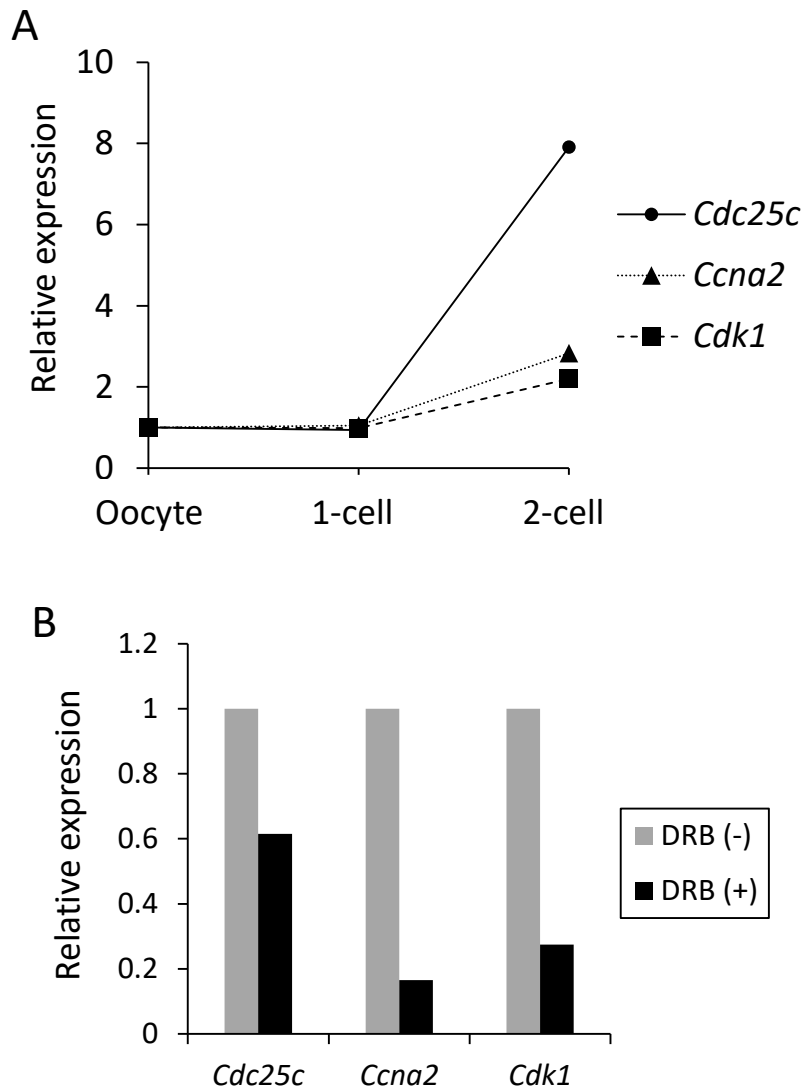 A
Relative expression
10
8
6
4
2
0
Oocyte 1-cell 2-cell
Cdc25c
Ccna2
Cdk1
B
Relative expression
1.2
1
0.8
0.6
0.4
0.2
0
Cdc25c Ccna2 Cdk1
DRB (-)
DRB (+)